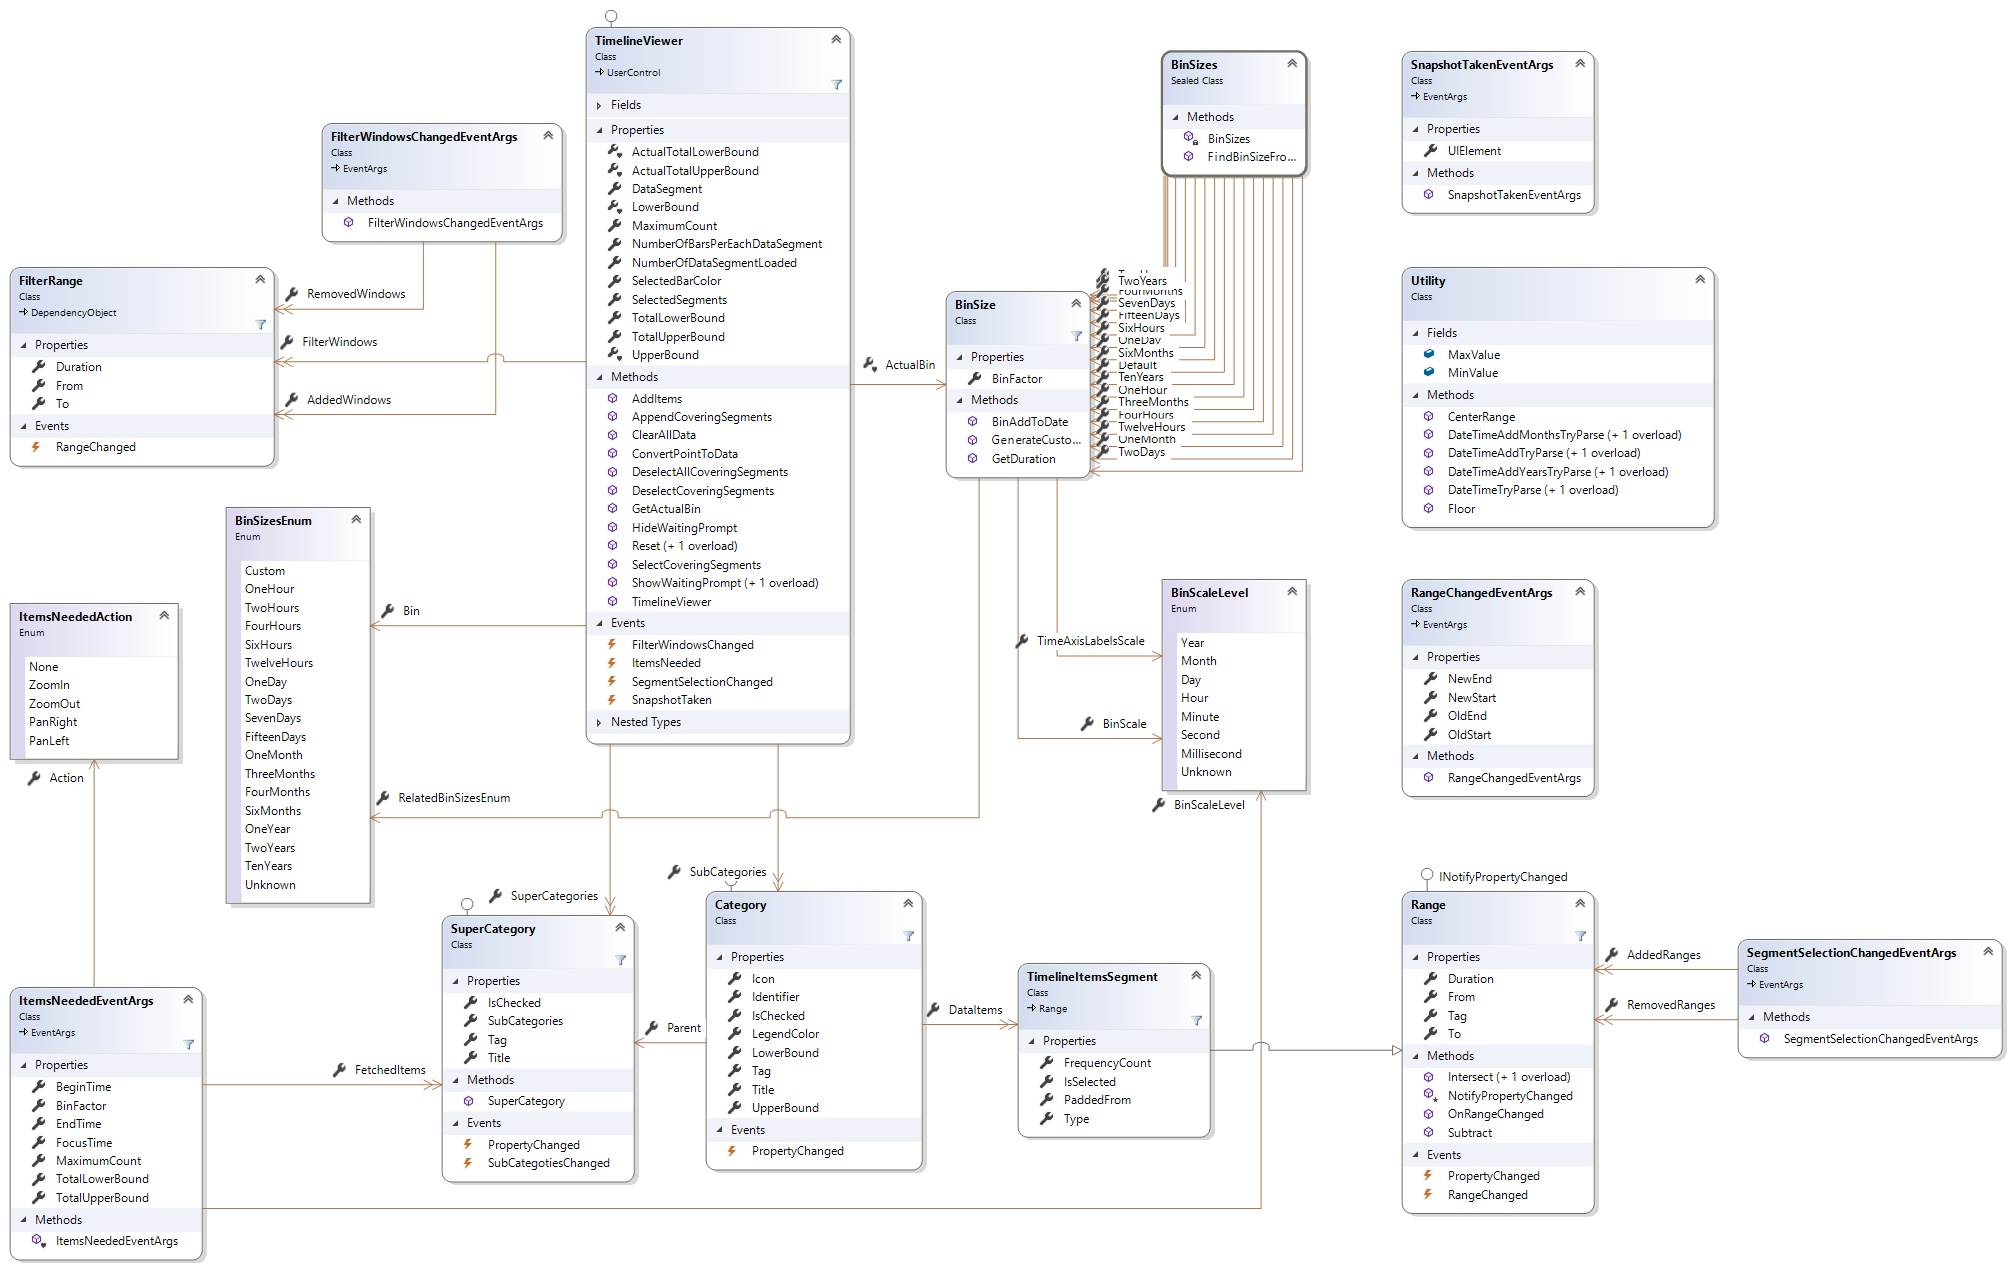 TimelineViewer
Class
UserControl
Fields
Properties
ActualTotalLowerBound
ActualTotalUpperBound
DataSegment
LowerBound
MaximumCount
NumberOfBarsPerEachDataSegment
NumberOfDataSegmentLoaded
SelectedBarColor
SelectedSegments
TotalLowerBound
TotalUpperBound
UpperBound
Methods
AddItems
AppendCoveringSegments
ClearAllData
ConvertPointToData
DeselectAllCoveringSegments
DeselectCoveringSegments
GetActualBin
HideWaitingPrompt
Reset (+ 1 overload)
SelectCoveringSegments
ShowWaitingPrompt (+ 1 overload)
TimelineViewer
Events
FilterWindowsChanged
ItemsNeeded
SegmentSelectionChanged
SnapshotTaken
Nested Types
BinSizes
Sealed Class
Methods
BinSizes
FindBinSizeFro...
SnapshotTakenEventArgs
Class
EventArgs
Properties
UIElement
Methods
SnapshotTakenEventArgs
FilterWindowsChangedEventArgs
Class
EventArgs
Methods
FilterWindowsChangedEventArgs
FilterRange
Class
DependencyObject
Properties
Duration
From
To
Events
RangeChanged
RemovedWindows
FilterWindows
AddedWindows
ActualBin
BinSize
Class
Properties
BinFactor
Methods
BinAddToDate
GenerateCusto...
GetDuration
TwoYears
FourMonths
SevenDays
FifteenDays
SixHours
OneDay
SixMonths
Default
TenYears
OneHour
ThreeMonths
FourHours
TwelveHours
OneMonth
TwoDays
Utility
Class
Fields
MaxValue
MinValue
Methods
CenterRange
DateTimeAddMonthsTryParse (+ 1 overload)
DateTimeAddTryParse (+ 1 overload)
DateTimeAddYearsTryParse (+ 1 overload)
DateTimeTryParse (+ 1 overload)
Floor
BinSizesEnum
Enum
Custom
OneHour
TwoHours
FourHours
SixHours
TwelveHours
OneDay
TwoDays
SevenDays
FifteenDays
OneMonth
ThreeMonths
FourMonths
SixMonths
OneYear
TwoYears
TenYears
Unknown
Bin
RelatedBinSizesEnum
ItemsNeededAction
Enum
None
ZoomIn
ZoomOut
PanRight
PanLeft
Action
BinScaleLevel
Enum
Year
Month
Day
Hour
Minute
Second
Millisecond
Unknown
TimeAxisLabelsScale
BinScale
BinScaleLevel
RangeChangedEventArgs
Class
EventArgs
Properties
NewEnd
NewStart
OldEnd
OldStart
Methods
RangeChangedEventArgs
SuperCategories
SubCategories
SuperCategory
Class
Properties
IsChecked
SubCategories
Tag
Title
Methods
SuperCategory
Events
PropertyChanged
SubCategotiesChanged
Parent
Category
Class
Properties
Icon
Identifier
IsChecked
LegendColor
LowerBound
Tag
Title
UpperBound
Events
PropertyChanged
DataItems
TimelineItemsSegment
Class
Range
Properties
FrequencyCount
IsSelected
PaddedFrom
Type
INotifyPropertyChanged
Range
Class
Properties
Duration
From
Tag
To
Methods
Intersect (+ 1 overload)
NotifyPropertyChanged
OnRangeChanged
Subtract
Events
PropertyChanged
RangeChanged
AddedRanges
RemovedRanges
SegmentSelectionChangedEventArgs
Class
EventArgs
Methods
SegmentSelectionChangedEventArgs
ItemsNeededEventArgs
Class
EventArgs
Properties
BeginTime
BinFactor
EndTime
FocusTime
MaximumCount
TotalLowerBound
TotalUpperBound
Methods
ItemsNeededEventArgs
FetchedItems